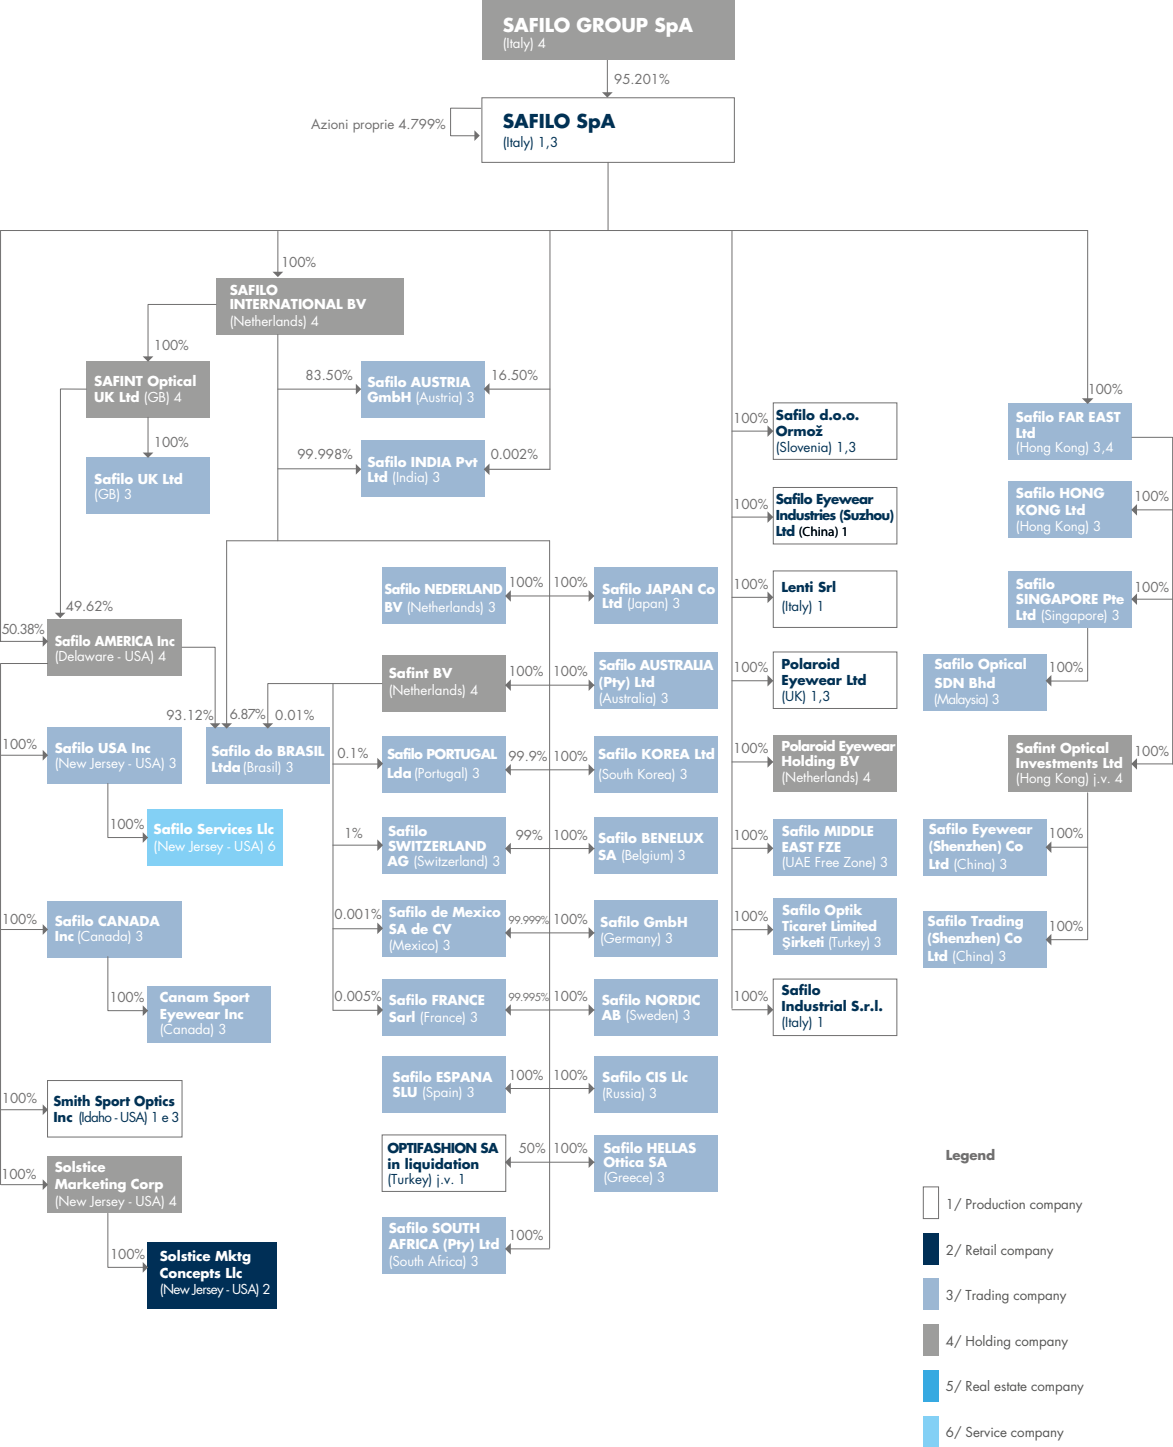 SAFILO GROUP SpA
(Italy) 4
95.201%
Azioni proprie 4.799%
SAFILO SpA
(Italy) 1,3
100%
SAFILO
INTERNATIONAL BV
(Netherlands) 4
100%
SAFINT Optical
UK Ltd (GB) 4
100%
Safilo UK Ltd
(GB) 3
83.50%
Safilo AUSTRIA
GmbH (Austria) 3
16.50%
99.998%
Safilo INDIA Pvt
Ltd (India) 3
0.002%
49.62%
50.38%
Safilo AMERICA Inc
(Delaware - USA) 4
93.12%
6.87%
0.01%
100%
Safilo USA Inc
(New Jersey - USA) 3
Safilo do BRASIL
Ltda (Brasil) 3
100%
Safilo Services Llc
(New Jersey - USA) 6
100%
Safilo CANADA
Inc (Canada) 3
100%
Canam Sport
Eyewear Inc
(Canada) 3
100%
Smith Sport Optics
Inc (Idaho - USA) 1 e 3
100%
Solstice
Marketing Corp
(New Jersey - USA) 4
100%
Solstice Mktg
Concepts Llc
(New Jersey - USA) 2
Safilo NEDERLAND
BV (Netherlands) 3
100%
100%
Safilo JAPAN Co
Ltd (Japan) 3
Safint BV
(Netherlands) 4
100%
100%
Safilo AUSTRALIA
(Pty) Ltd
(Australia) 3
0.1%
Safilo PORTUGAL
Lda (Portugal) 3
99.9%
100%
Safilo KOREA Ltd
(South Korea) 3
1%
Safilo
SWITZERLAND
AG (Switzerland) 3
99%
100%
Safilo BENELUX
SA (Belgium) 3
0.001%
Safilo de Mexico
SA de CV
(Mexico) 3
99.999%
100%
Safilo GmbH
(Germany) 3
0.005%
Safilo FRANCE
Sarl (France) 3
99.995%
100%
Safilo NORDIC
AB (Sweden) 3
Safilo ESPANA
SLU (Spain) 3
100%
100%
Safilo CIS Llc
(Russia) 3
OPTIFASHION SA
in liquidation
(Turkey) j.v. 1
50%
100%
Safilo HELLAS
Ottica SA
(Greece) 3
Safilo SOUTH
AFRICA (Pty) Ltd
(South Africa) 3
100%
100%
Safilo d.o.o.
Ormož
(Slovenia) 1,3
100%
Safilo Eyewear
Industries (Suzhou)
Ltd (China) 1
100%
Lenti Srl
(Italy) 1
100%
Polaroid
Eyewear Ltd
(UK) 1,3
100%
Polaroid Eyewear
Holding BV
(Netherlands) 4
100%
Safilo MIDDLE
EAST FZE
(UAE Free Zone) 3
100%
Safilo Optik
Ticaret Limited
Şirketi (Turkey) 3
100%
Safilo
Industrial S.r.l.
(Italy) 1
100%
Safilo FAR EAST
Ltd
(Hong Kong) 3,4
Safilo HONG
KONG Ltd
(Hong Kong) 3
100%
Safilo
SINGAPORE Pte
Ltd (Singapore) 3
100%
Safilo Optical
SDN Bhd
(Malaysia) 3
100%
Safint Optical
Investments Ltd
(Hong Kong) j.v. 4
100%
Safilo Eyewear
(Shenzhen) Co
Ltd (China) 3
100%
Safilo Trading
(Shenzhen) Co
Ltd (China) 3
100%
Legend
1/ Production company
2/ Retail company
3/ Trading company
4/ Holding company
5/ Real estate company
6/ Service company